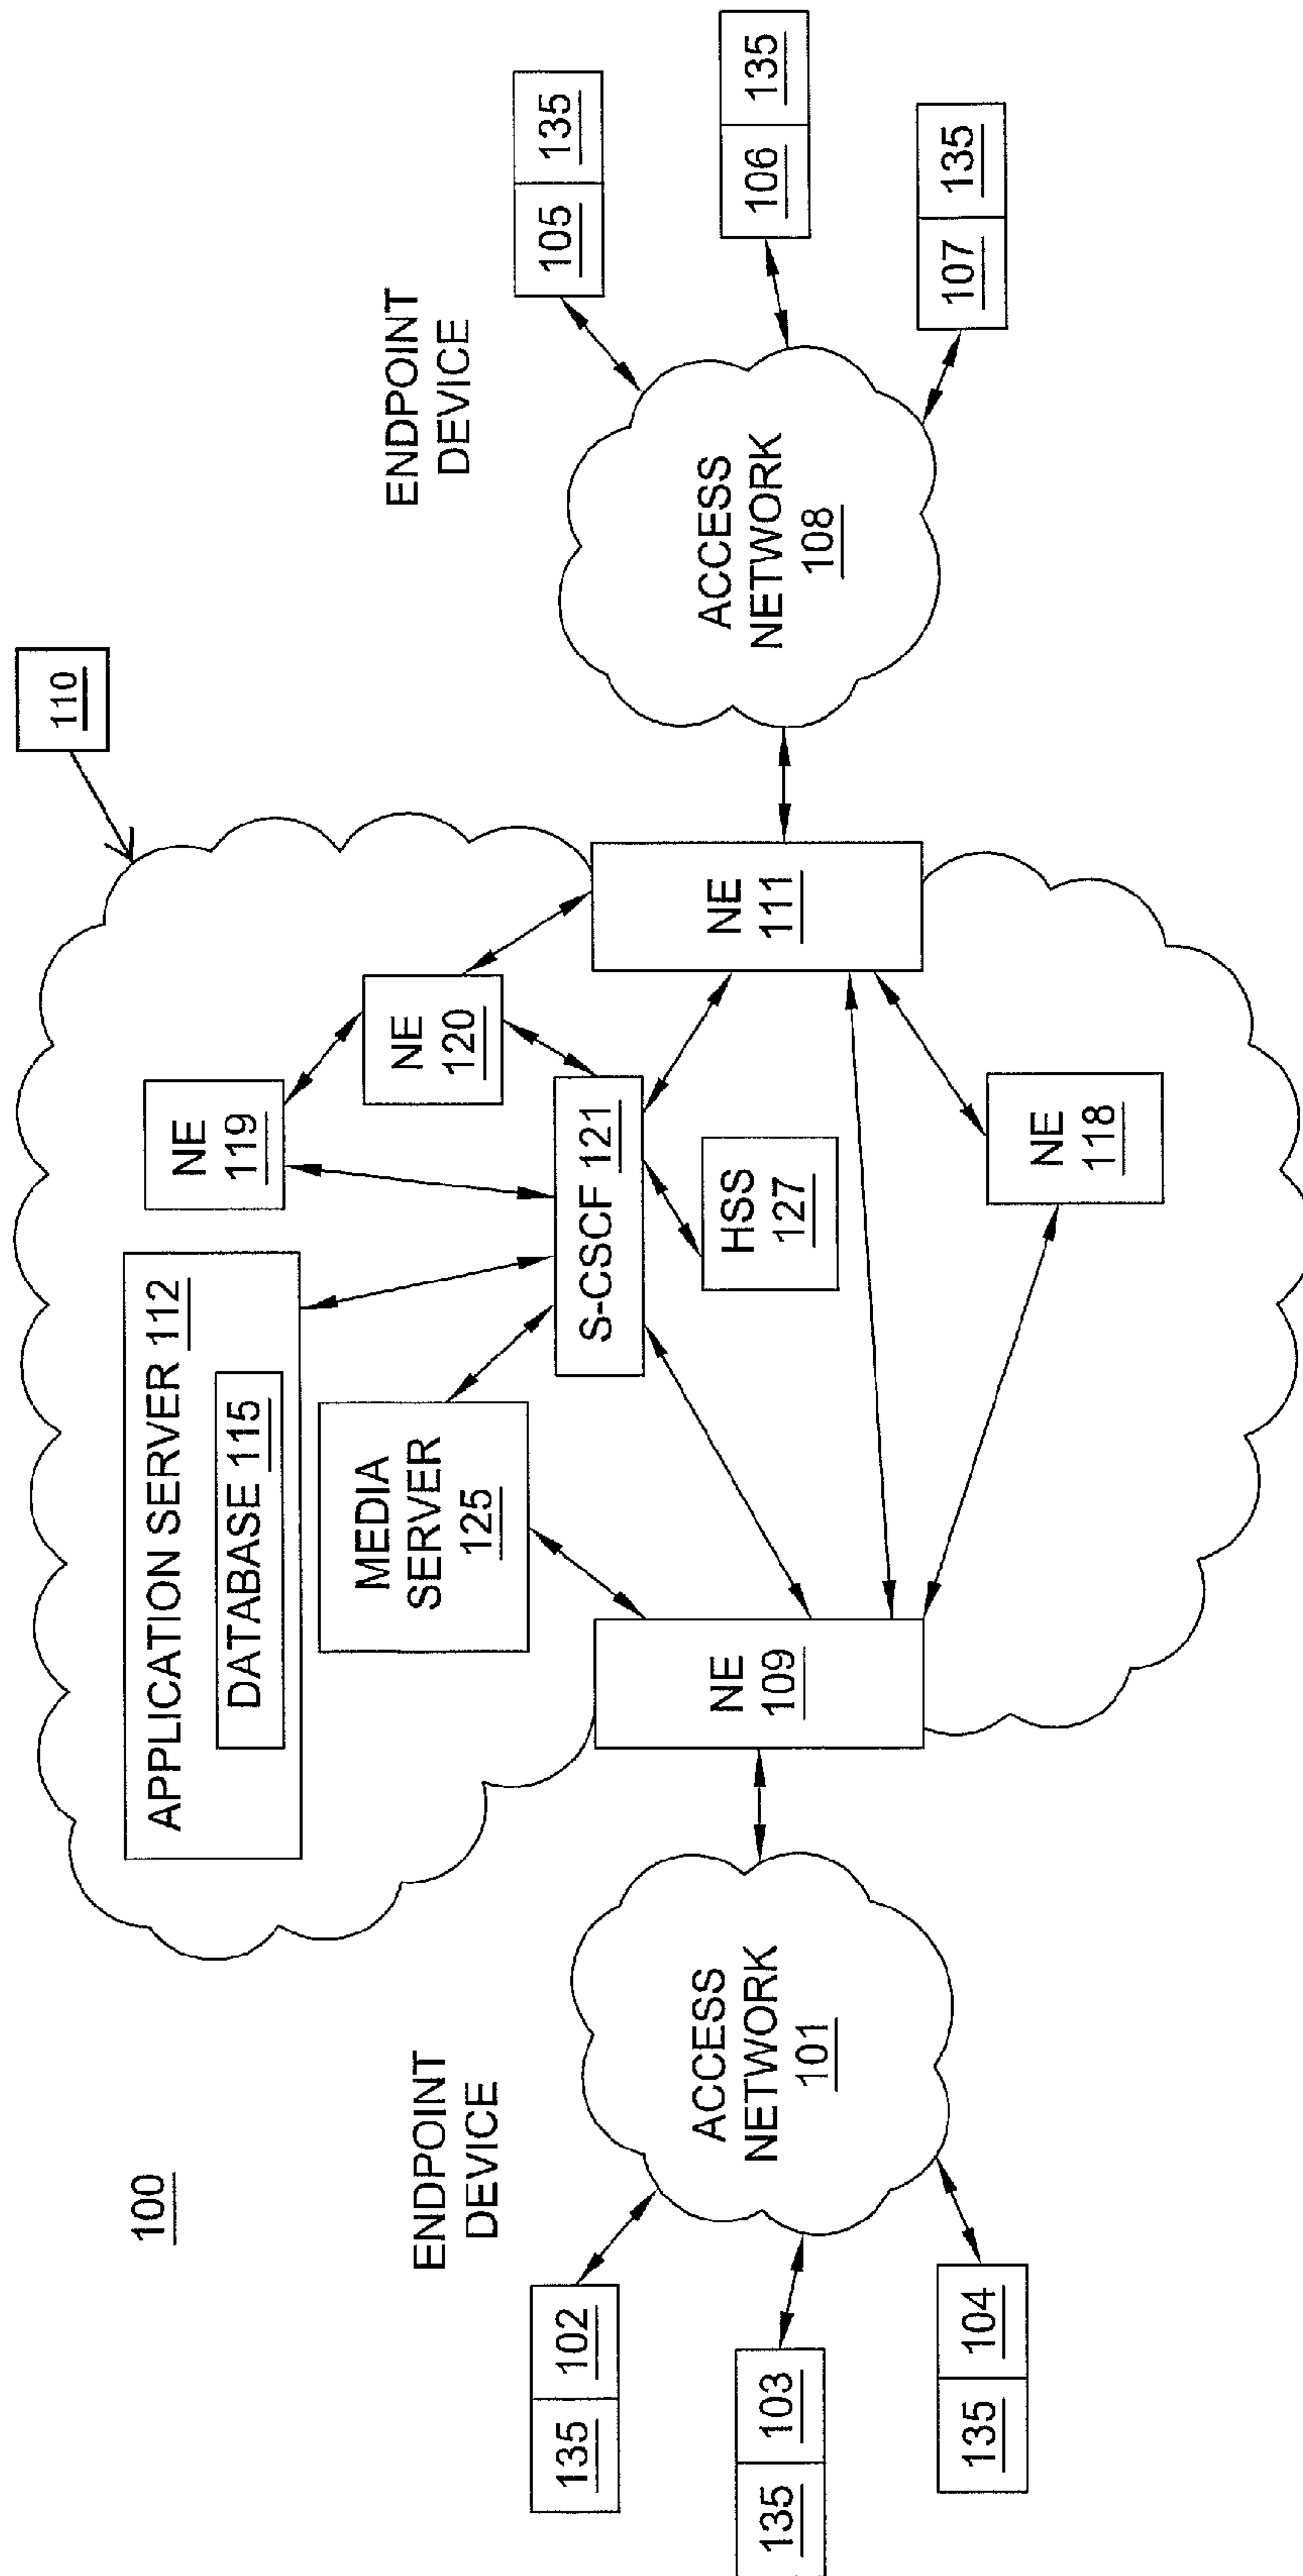 100
110
APPLICATION SERVER 112
DATABASE 115
NE
119
MEDIA
SERVER
125
NE
120
ENDPOINT
DEVICE
ENDPOINT
DEVICE
135 102
S-CSCF 121
105 135
135 103
ACCESS
NETWORK
101
NE
109
HSS
127
NE
111
ACCESS
NETWORK
108
106 135
135 104
NE
118
107 135